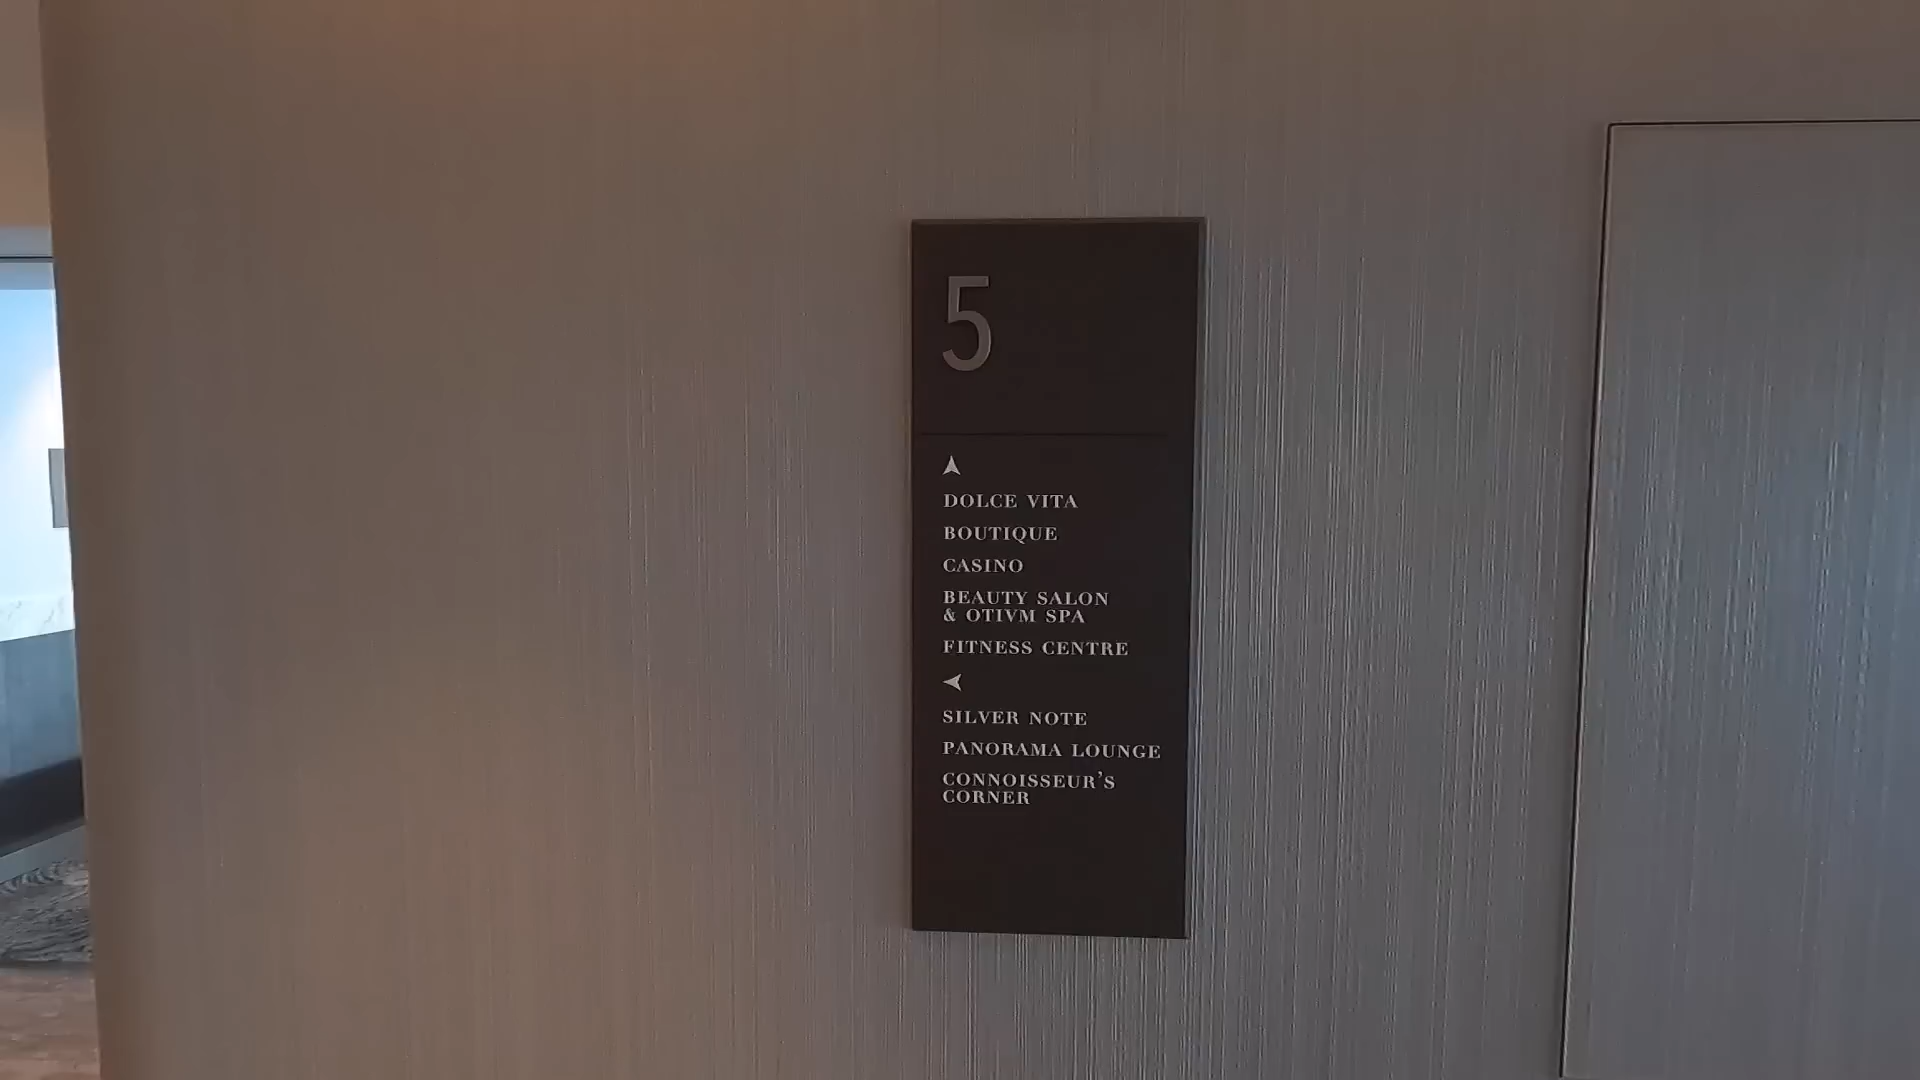 5
DOLCE VITA
BOUTIQUE
CASINO
BEAUTY SALON
& OTIVM SPA
FITNESS CENTRE
SILVER NOTE
PANORAMA LOUNGE
CONNOISSEUR'S
CORNER